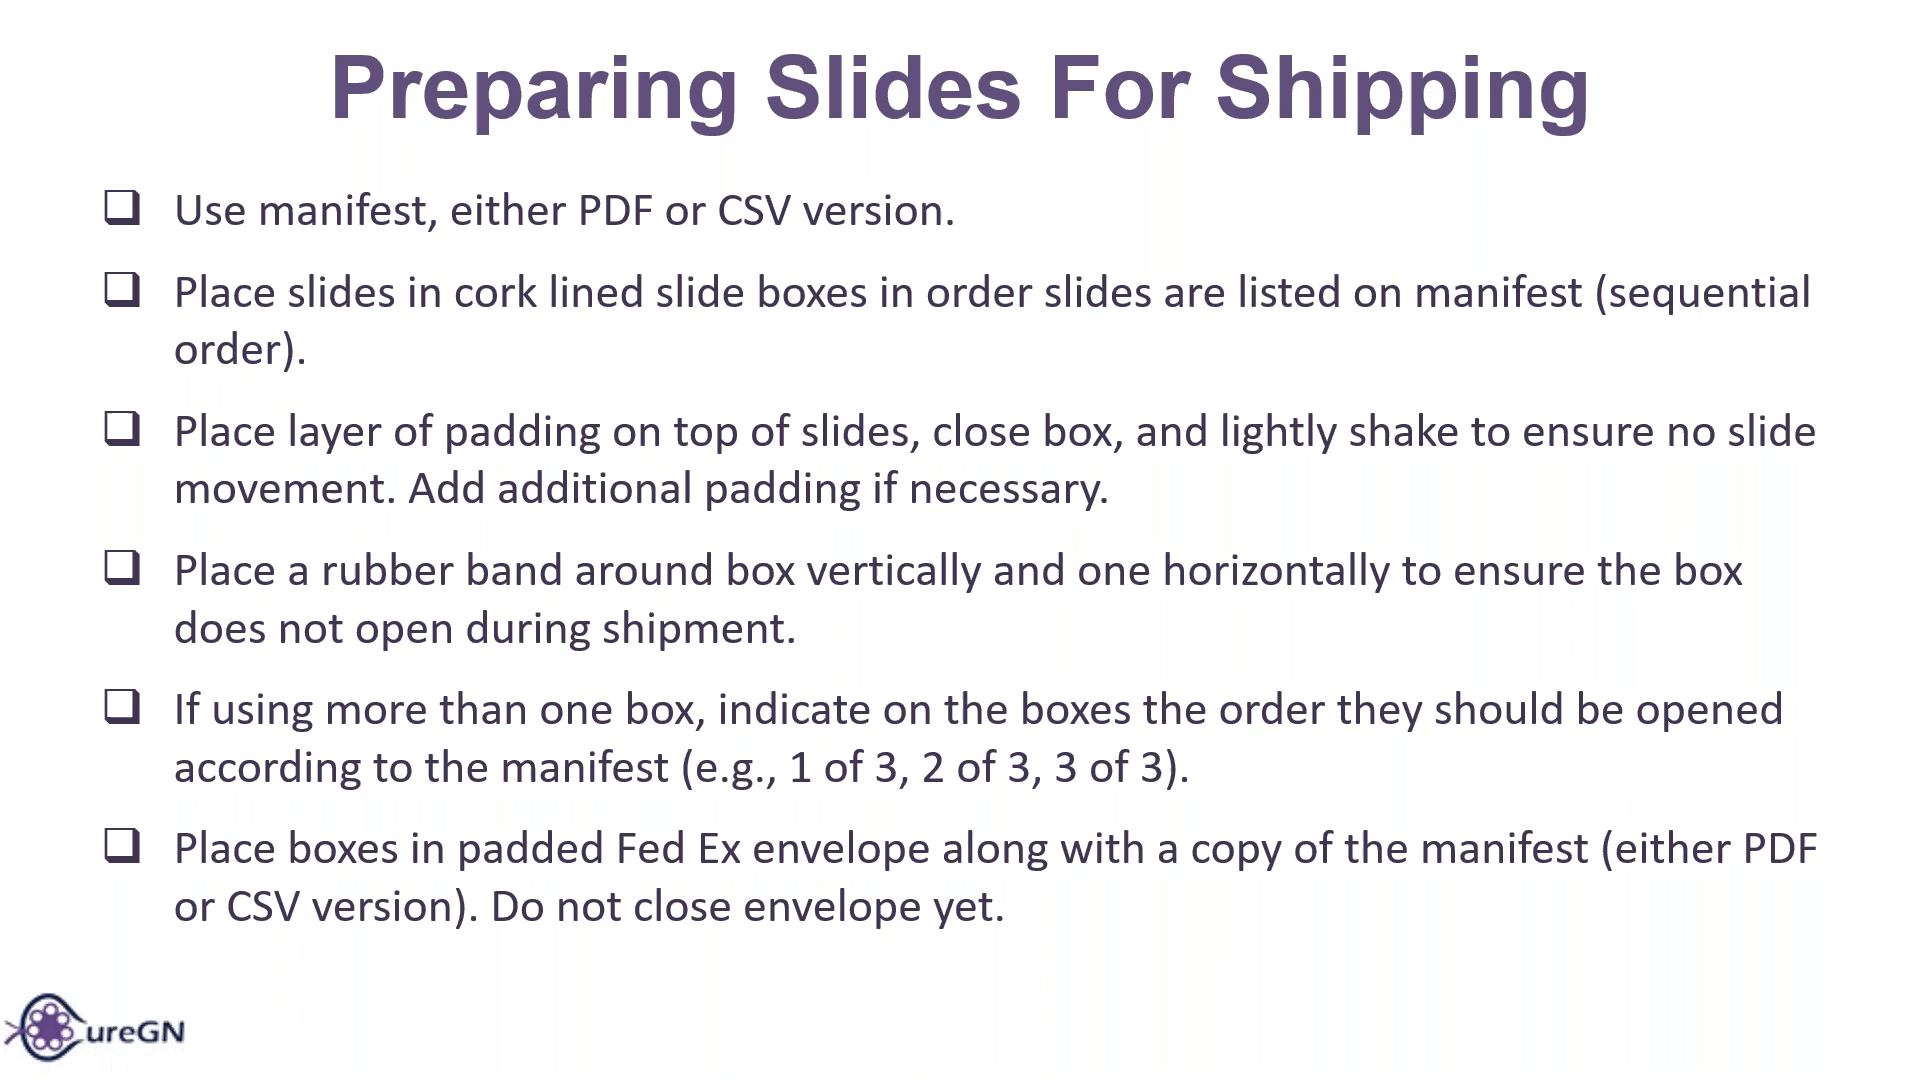 Preparing Slides For Shipping
Use manifest, either PDF or CSV version.
Place slides in cork lined slide boxes in order slides are listed on manifest (sequential
order).
Place layer of padding on top of slides, close box, and lightly shake to ensure no slide
movement. Add additional padding if necessary.
Place a rubber band around box vertically and one horizontally to ensure the box
does not open during shipment.
If using more than one box, indicate on the boxes the order they should be opened
according to the manifest (e.g., 1 of 3, 2 of 3, 3 of 3).
Place boxes in padded Fed Ex envelope along with a copy of the manifest (either PDF
or CSV version). Do not close envelope yet.
CureGN